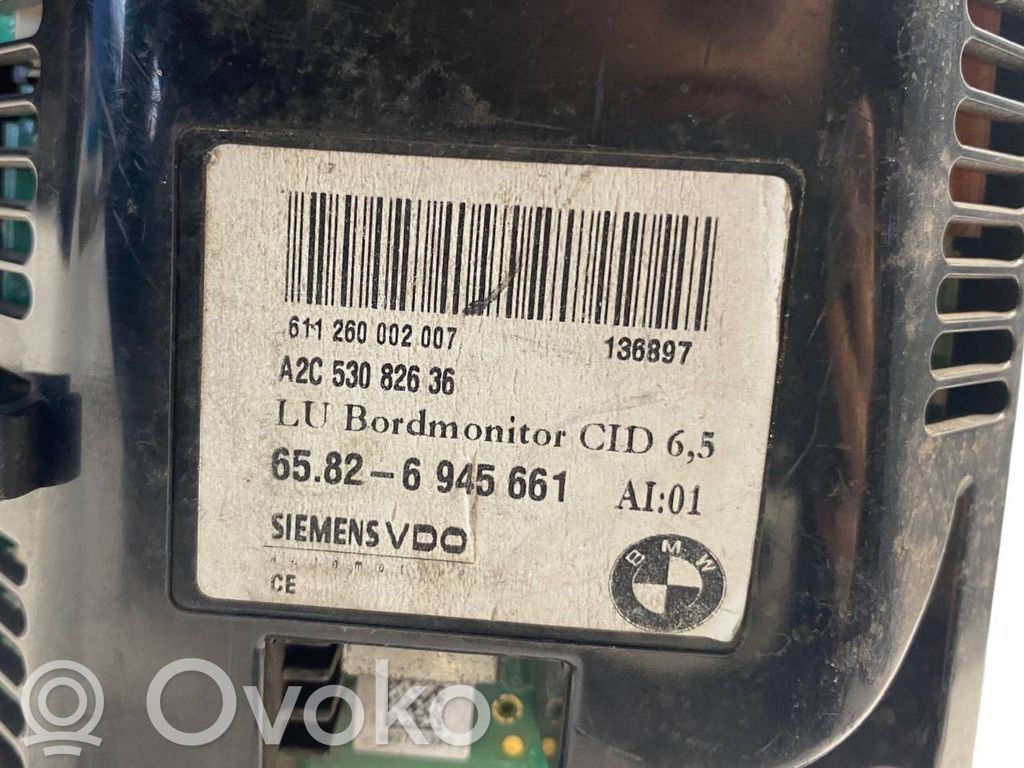 611 260 002 007 136897
A2C 530 826 36
LU Bordmonitor CID 6,5
65.82-6 945 661 AI:01
SIEMENS VDO
automotive
CE
BMW
Ovoko